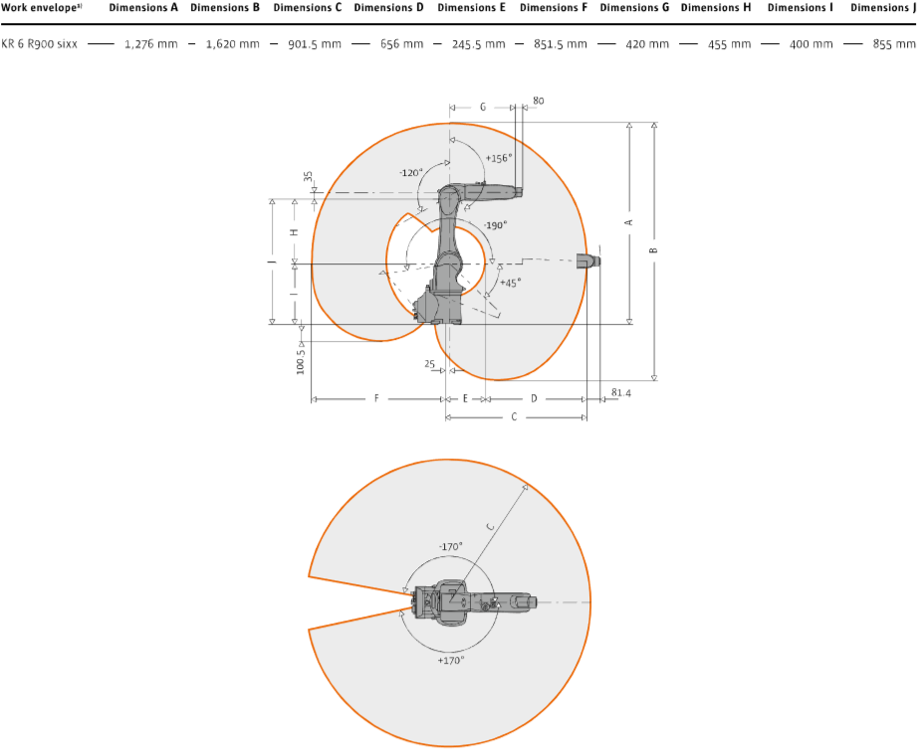 Work envelope³⁾ Dimensions A Dimensions B Dimensions C Dimensions D Dimensions E Dimensions F Dimensions G Dimensions H Dimensions I Dimensions J
KR 6 R900 sixx 1,276 mm 1,620 mm 901.5 mm 656 mm 245.5 mm 851.5 mm 420 mm 455 mm 400 mm 855 mm
G 80
+156°
-120°
35
-190°
H
A
B
J
+45°
I
100.5
25
81.4
F E D
C
C
-170°
+170°